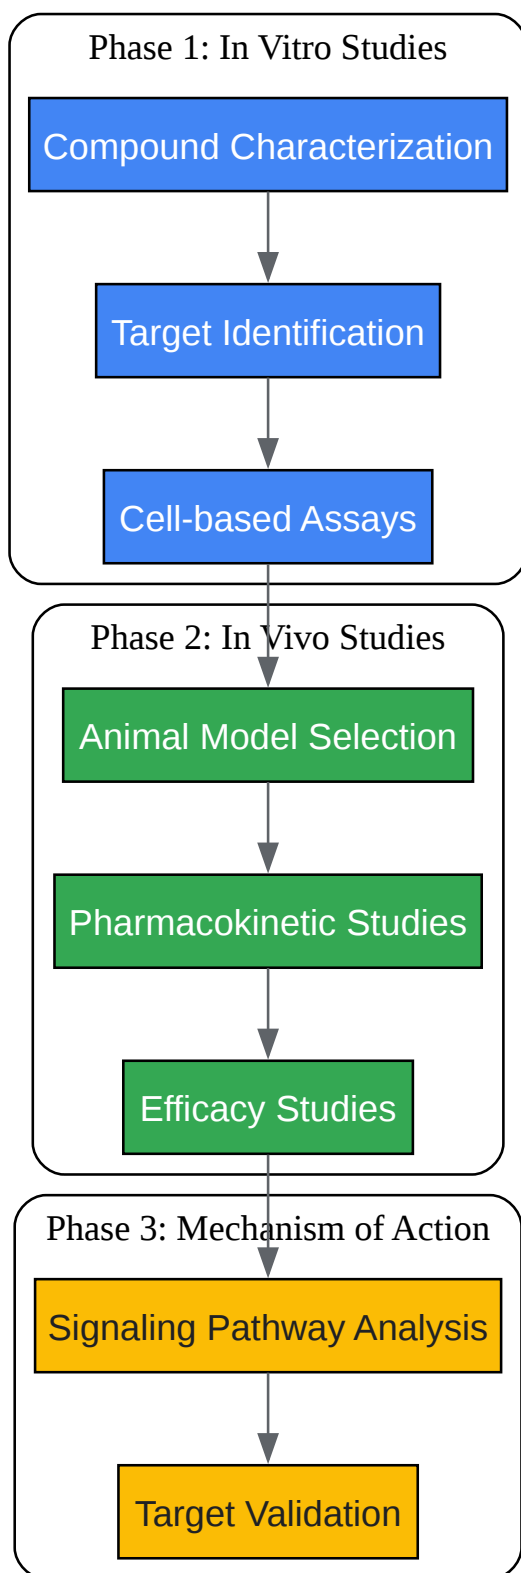 Phase 1: In Vitro Studies
Compound Characterization
Target Identification
Cell-based Assays
Phase 2: In Vivo Studies
Animal Model Selection
Pharmacokinetic Studies
Efficacy Studies
Phase 3: Mechanism of Action
Signaling Pathway Analysis
Target Validation